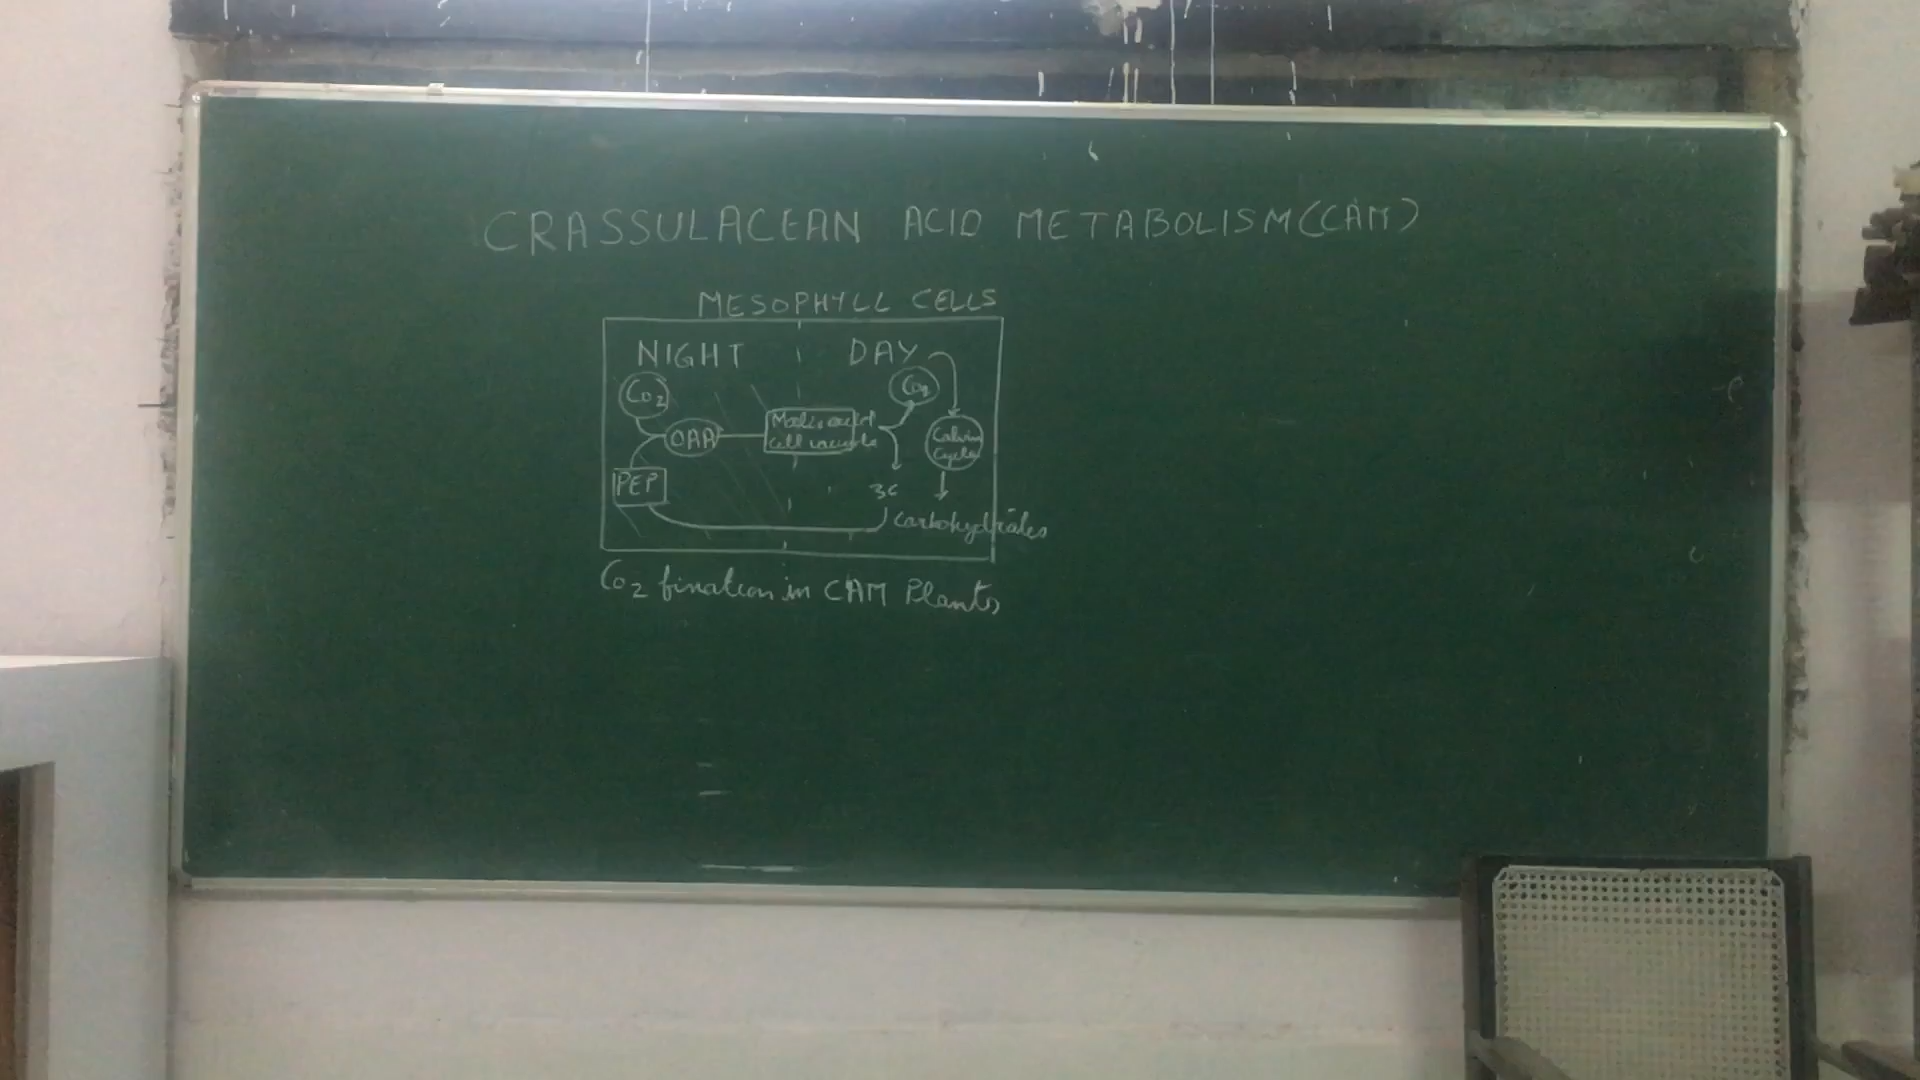 CRASSULACEAN ACID METABOLISM (CAM)
MESOPHYLL CELLS
NIGHT DAY
CO2 CO2
OAA Malic acid Calvin
cell vacuole Cycle
PEP 3C
Carbohydrates
CO2 fixation in CAM Plants